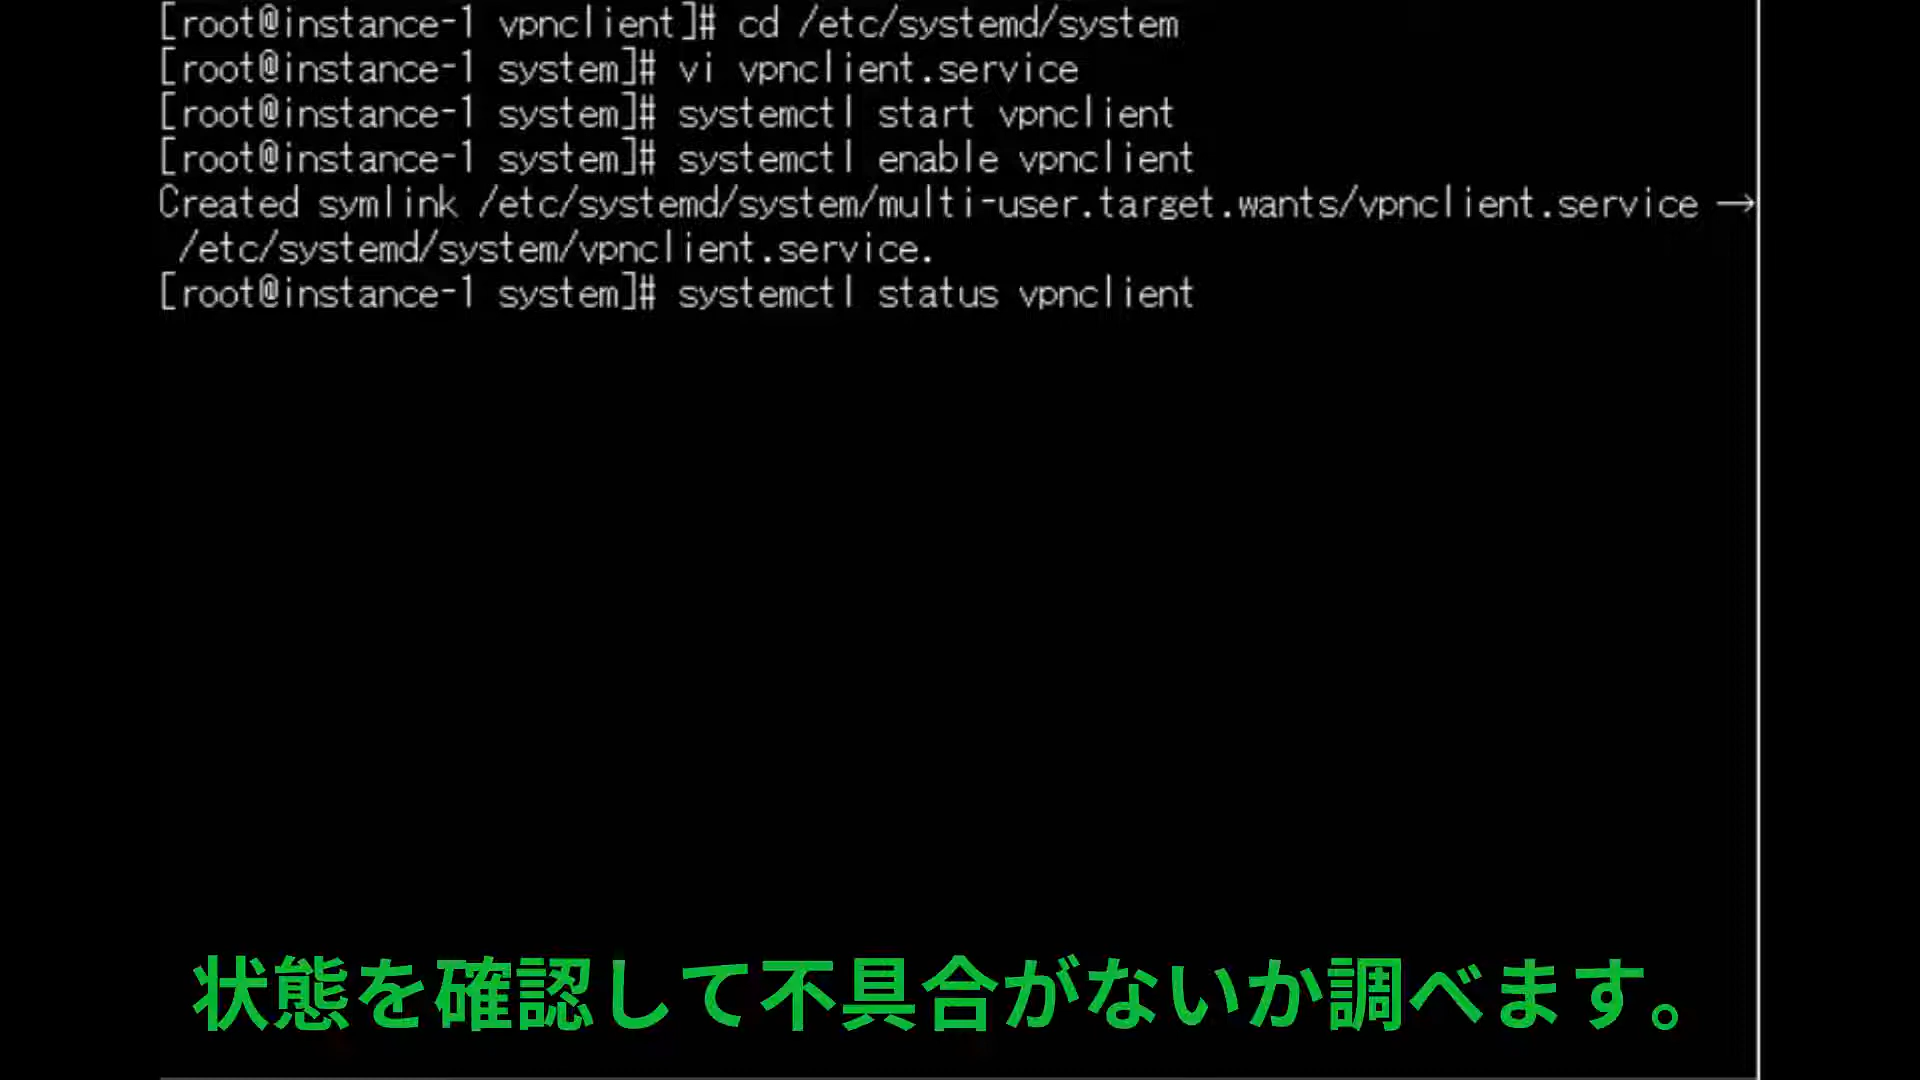 [root@instance-1 vpnclient]# cd /etc/systemd/system
[root@instance-1 system]# vi vpnclient.service
[root@instance-1 system]# systemctl start vpnclient
[root@instance-1 system]# systemctl enable vpnclient
Created symlink /etc/systemd/system/multi-user.target.wants/vpnclient.service →
 /etc/systemd/system/vpnclient.service.
[root@instance-1 system]# systemctl status vpnclient
状態を確認して不具合がないか調べます。